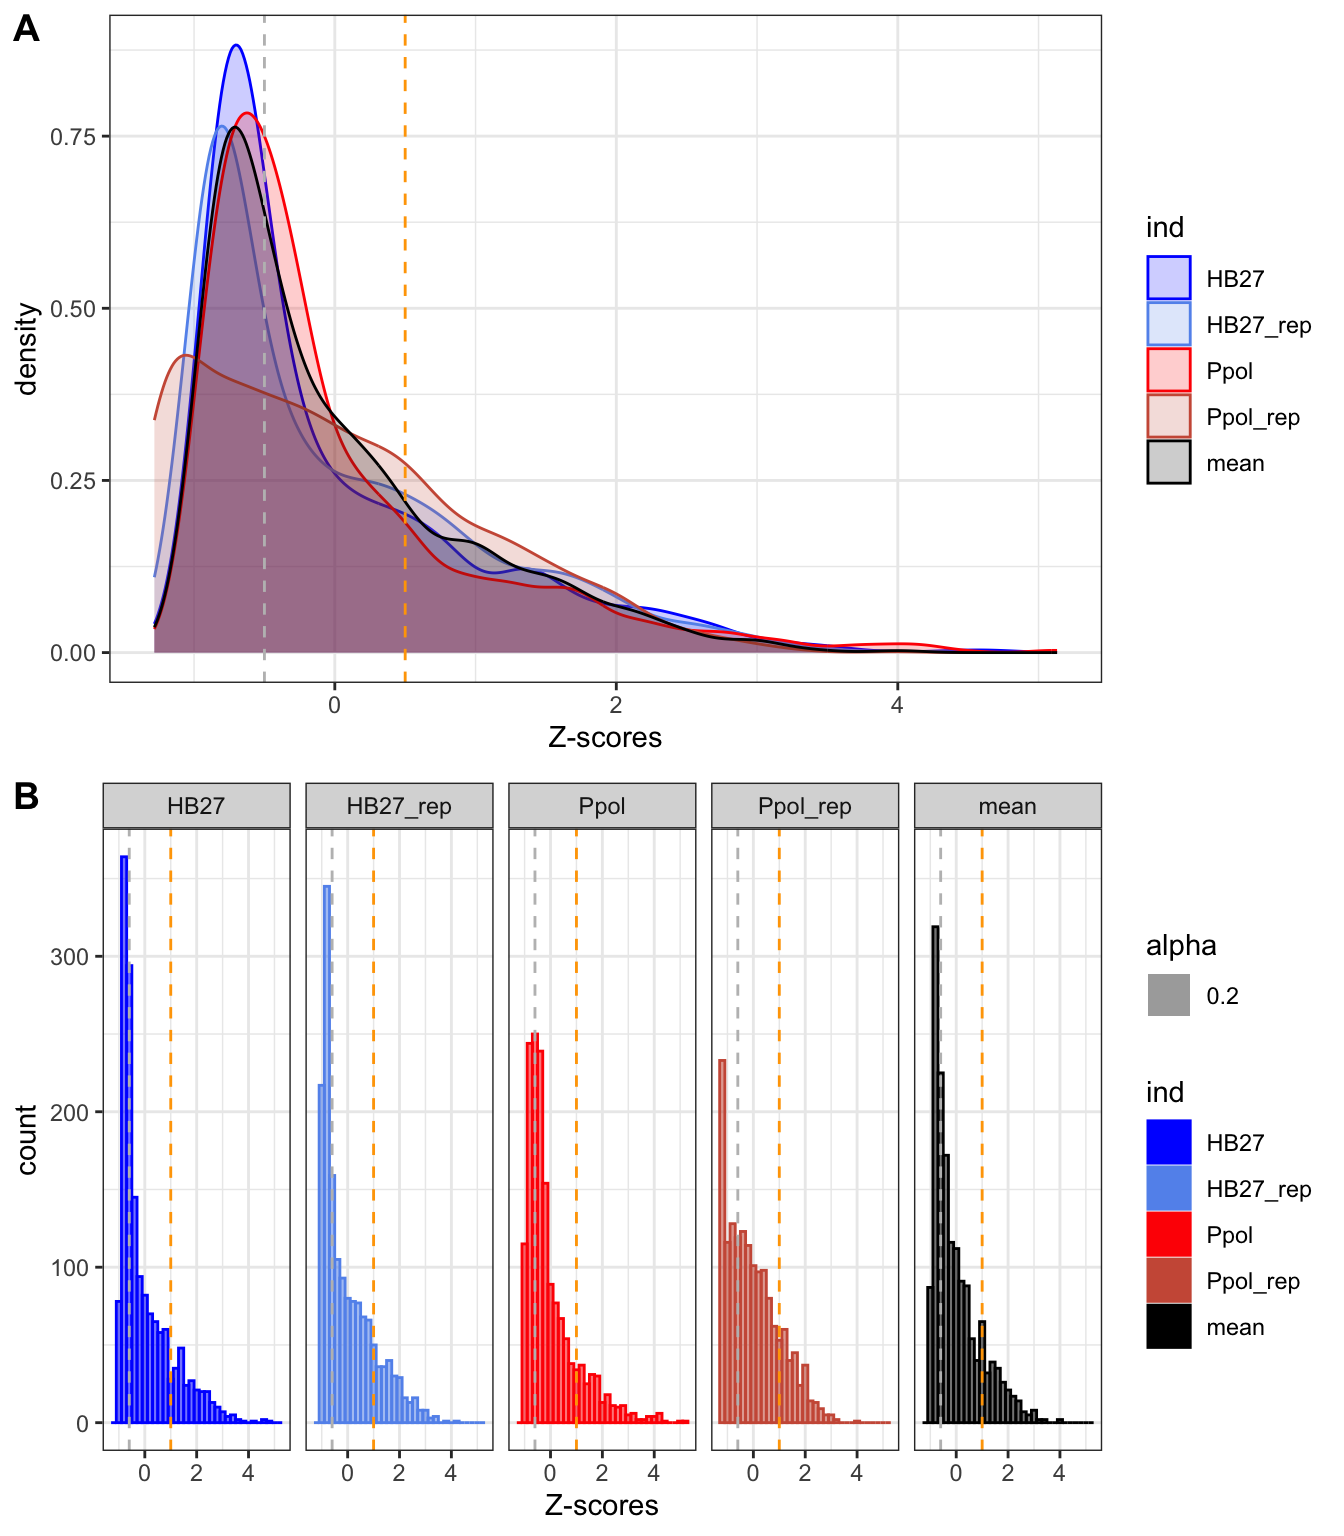 A
density
0.75
0.50
0.25
0.00
0 2 4
Z-scores
ind
HB27
HB27_rep
Ppol
Ppol_rep
mean
B
HB27 HB27_rep Ppol Ppol_rep mean
count
300
200
100
0
0 2 4 0 2 4 0 2 4 0 2 4 0 2 4
Z-scores
alpha
0.2
ind
HB27
HB27_rep
Ppol
Ppol_rep
mean